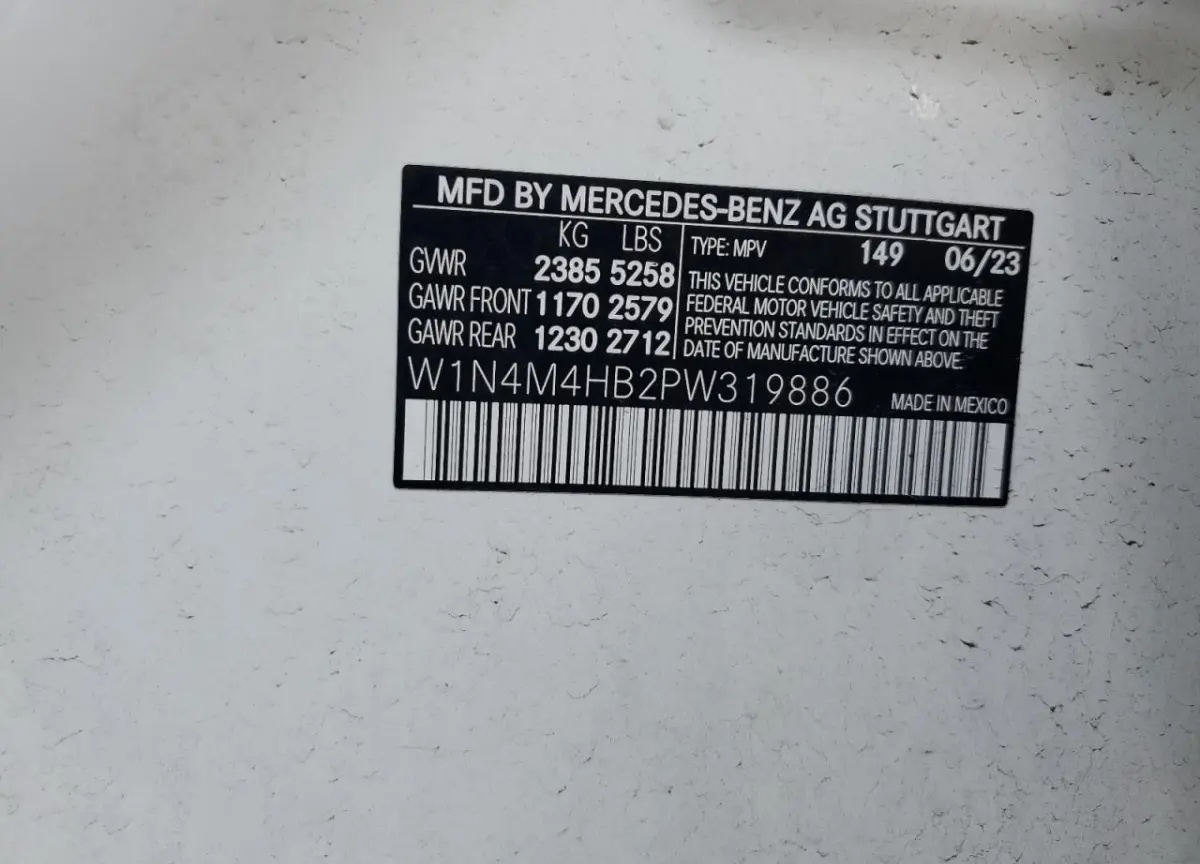 MFD BY MERCEDES-BENZ AG STUTTGART
KG LBS
GVWR 2385 5258
GAWR FRONT 1170 2579
GAWR REAR 1230 2712
TYPE: MPV 149 06/23
THIS VEHICLE CONFORMS TO ALL APPLICABLE
FEDERAL MOTOR VEHICLE SAFETY AND THEFT
PREVENTION STANDARDS IN EFFECT ON THE
DATE OF MANUFACTURE SHOWN ABOVE.
W1N4M4HB2PW319886
MADE IN MEXICO